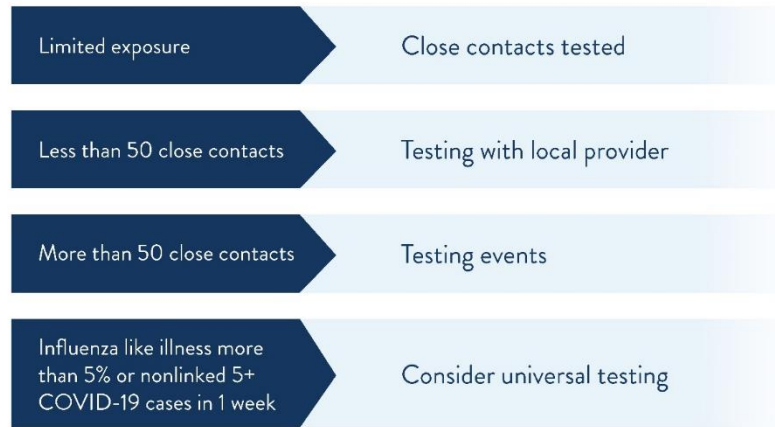 Limited exposure
Close contacts tested
Less than 50 close contacts
Testing with local provider
More than 50 close contacts
Testing events
Influenza like illness more
than 5% or nonlinked 5+
COVID-19 cases in 1 week
Consider universal testing